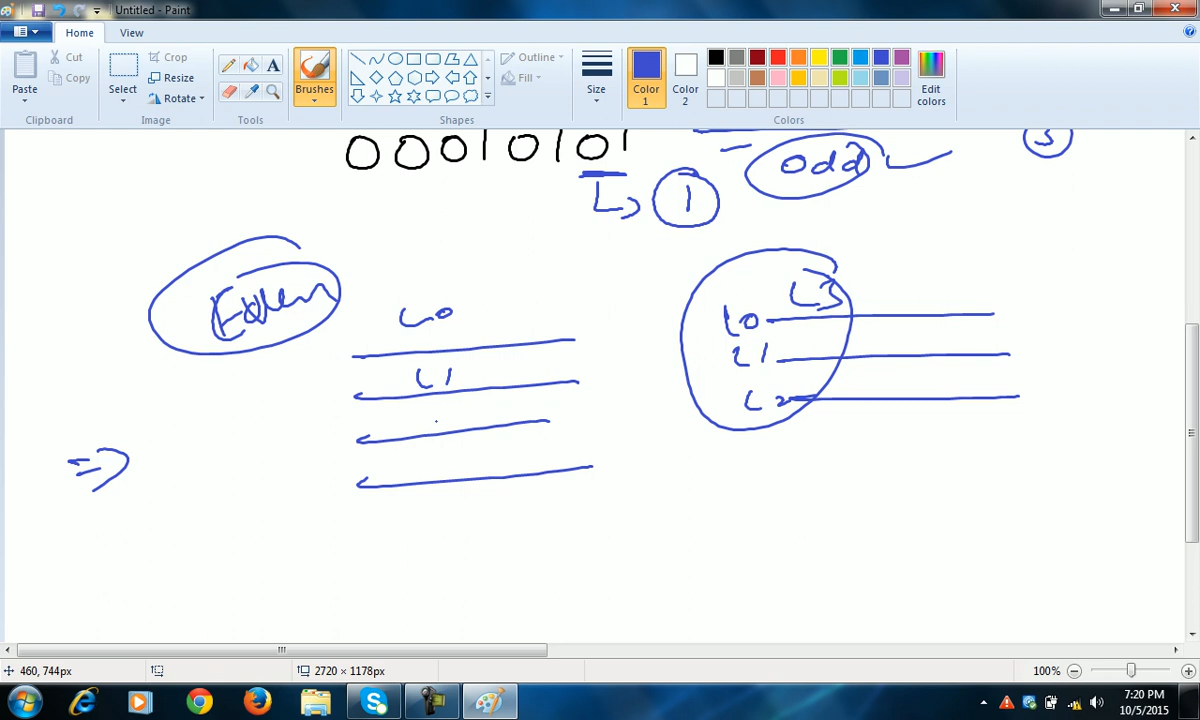 Untitled - Paint
Home View
Cut
Copy
Paste
Clipboard
Crop
Resize
Rotate
Select
Image
A
Tools
Brushes
Outline
Fill
Shapes
Size
Color 1
Color 2
Edit colors
Colors
00010101
↳ 1
odd
3
L0
L1
L3
L0
L1
L2
=>
460, 744px
2720 × 1178px
100%
7:20 PM
10/5/2015